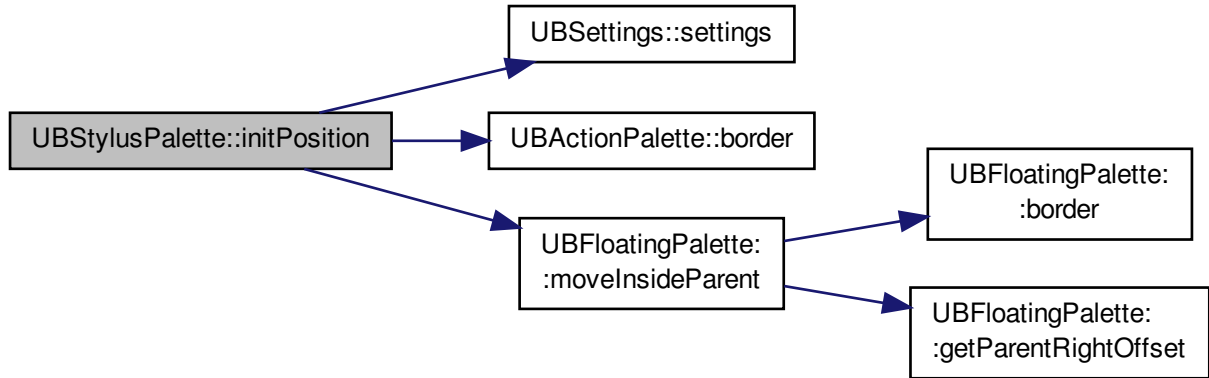 UBSettings::settings
UBStylusPalette::initPosition
UBActionPalette::border
UBFloatingPalette:
:moveInsideParent
UBFloatingPalette:
:border
UBFloatingPalette:
:getParentRightOffset